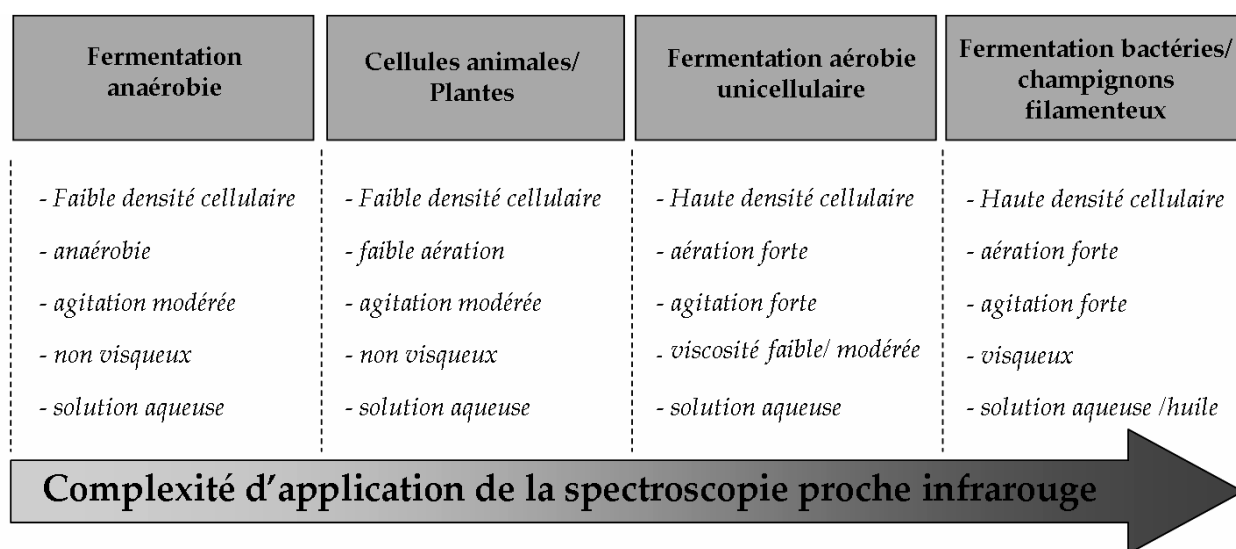 Fermentation
anaérobie
Cellules animales/
Plantes
Fermentation aérobie
unicellulaire
Fermentation bactéries/
champignons
filamenteux
- Faible densité cellulaire
- anaérobie
- agitation modérée
- non visqueux
- solution aqueuse
- Faible densité cellulaire
- faible aération
- agitation modérée
- non visqueux
- solution aqueuse
- Haute densité cellulaire
- aération forte
- agitation forte
- viscosité faible/ modérée
- solution aqueuse
- Haute densité cellulaire
- aération forte
- agitation forte
- visqueux
- solution aqueuse /huile
Complexité d’application de la spectroscopie proche infrarouge